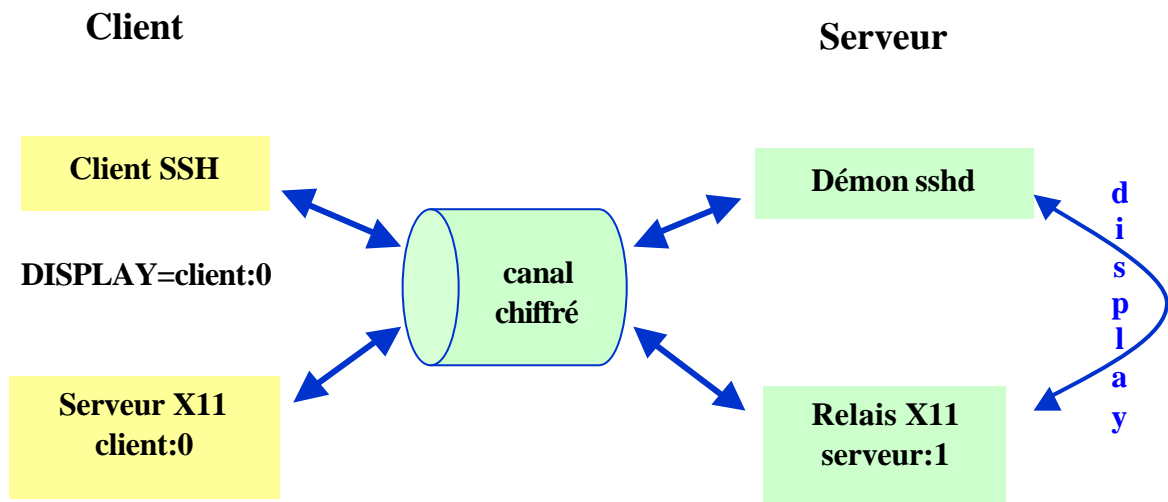 Client
Serveur
Client SSH
Démon sshd
DISPLAY=client:0
canal
chiffré
display
Serveur X11
client:0
Relais X11
serveur:1